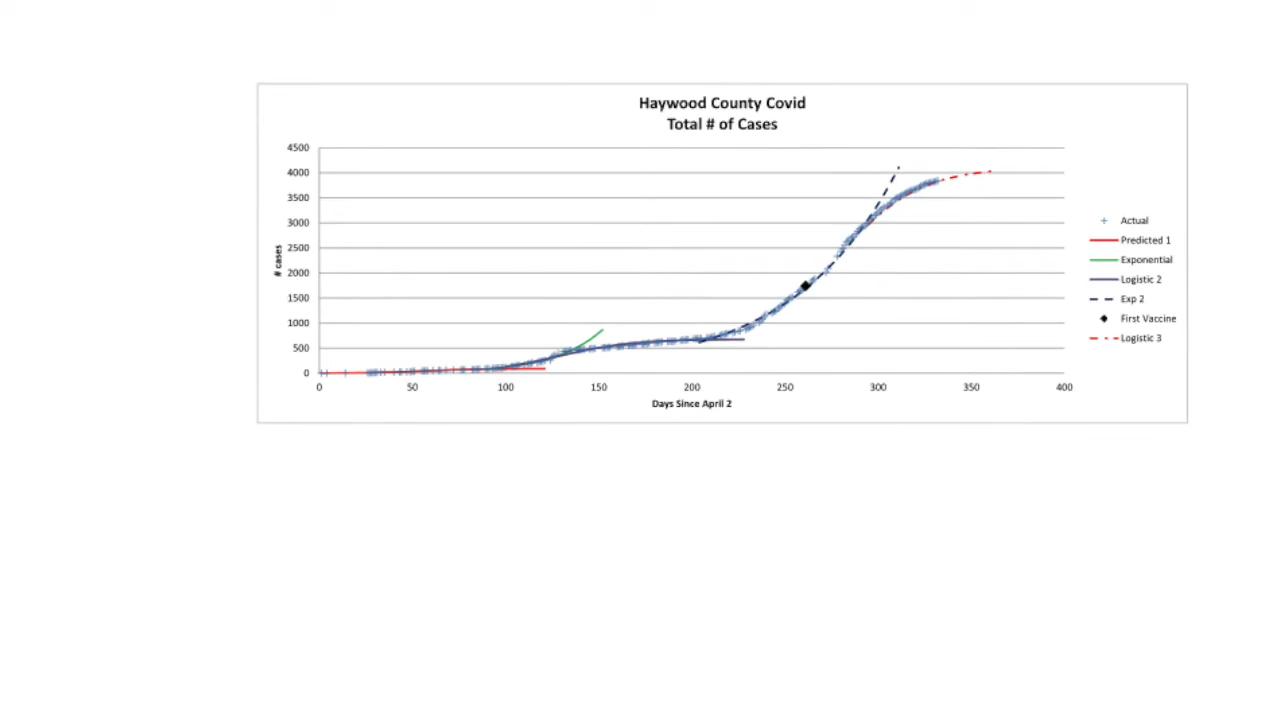 Haywood County Covid
Total # of Cases
4500
4000
3500
3000
2500
2000
1500
1000
500
0
# cases
0 50 100 150 200 250 300 350 400
Days Since April 2
Actual
Predicted 1
Exponential
Logistic 2
Exp 2
First Vaccine
Logistic 3